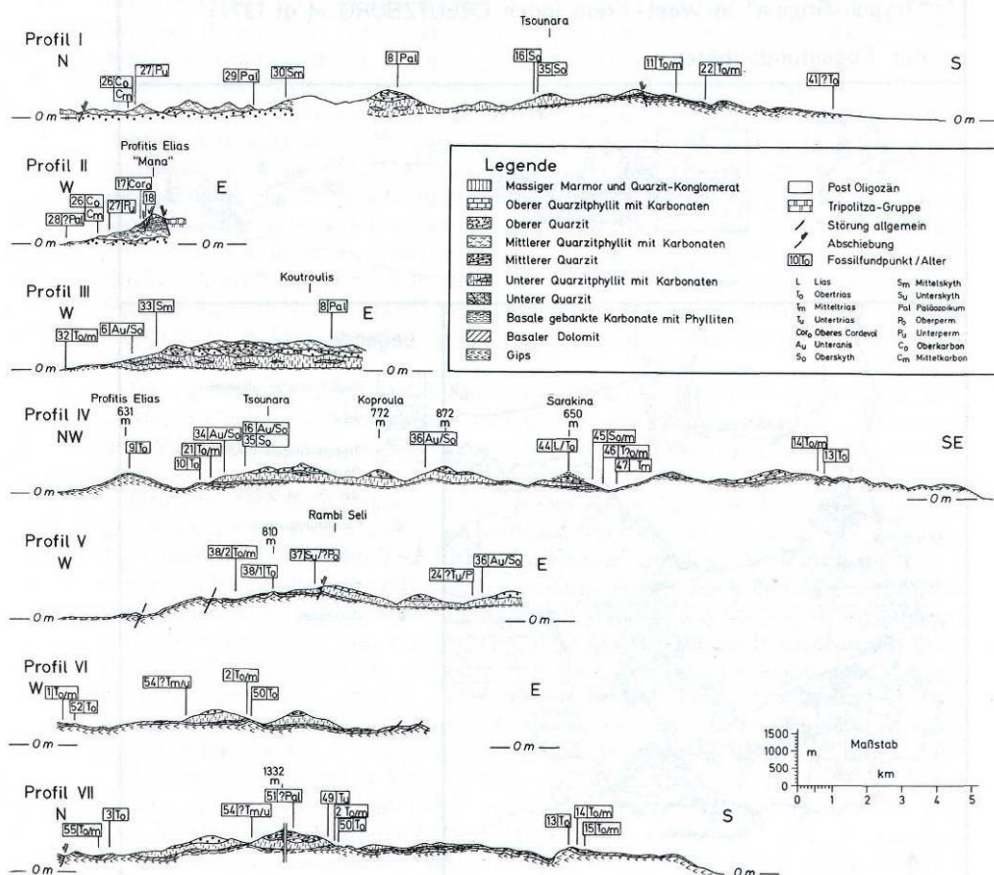 Profil I
N
Tsounara
26 Co
Cm
27 Pu
29 Pal
30 Sm
8 Pal
16 So
35 So
11 To/m
22 To/m
41 ?To
S
0 m
0 m
Profil II
W
Profitis Elias
"Mana"
E
17 Coro
18
26 Co
Cm
27 Pu
28 ?Pal
0 m
0 m
Profil III
W
Koutroulis
E
33 Sm
8 Pal
6 Au/So
32 To/m
0 m
0 m
Legende
Massiger Marmor und Quarzit-Konglomerat
Oberer Quarzitphyllit mit Karbonaten
Oberer Quarzit
Mittlerer Quarzitphyllit mit Karbonaten
Mittlerer Quarzit
Unterer Quarzitphyllit mit Karbonaten
Unterer Quarzit
Basale gebankte Karbonate mit Phylliten
Basaler Dolomit
Gips
Post Oligozän
Tripolitza-Gruppe
Störung allgemein
Abschiebung
10 To Fossilfundpunkt/Alter
L Lias
To Obertrias
Tm Mitteltrias
Tu Untertrias
Coro Oberes Cordevol
Au Unteranis
So Oberskyth
Sm Mittelskyth
Su Unterskyth
Pal Paläozoikum
Po Oberperm
Pu Unterperm
Co Oberkarbon
Cm Mittelkarbon
Profil IV
NW
Profitis Elias
631
m
Tsounara
Koproula
772
m
872
m
Sarakina
650
m
SE
9 To
10 To
21 To/m
34 Au/So
16 Au/So
35 So
36 Au/So
44 L/To
45 So/m
46 T?o/m
47 Tm
14 To/m
13 To
0 m
0 m
Profil V
W
Rambi Seli
810
m
E
38/2 To/m
38/1 To
37 Su/?Po
24 ?Tu/P
36 Au/So
0 m
0 m
Profil VI
W
E
1 To/m
52 To
54 ?Tm/u
2 To/m
50 To
0 m
0 m
1500
1000
500
0
m
Maßstab
km
0 1 2 3 4 5
Profil VII
N
1332
m
S
55 To/m
3 To
54 ?Tm/u
51 ?Pal
49 Tu
2 To/m
50 To
13 To
14 To/m
15 To/m
0 m
0 m